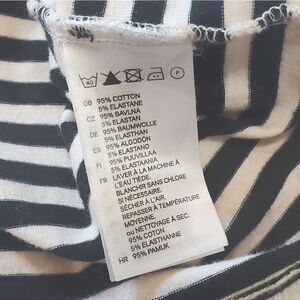 40 P
GB 95% COTTON
5% ELASTANE
CZ 95% BAVLNA
5% ELASTAN
DE 95% BAUMWOLLE
5% ELASTHAN
ES 95% ALGODÓN
5% ELASTANO
FI 95% PUUVILLAA
5% ELASTAANIA
FR LAVER À LA MACHINE À
L'EAU TIÈDE.
BLANCHIR SANS CHLORE
SI NÉCESSAIRE.
SÉCHER À L'AIR.
REPASSER À TEMPÉRATURE
MOYENNE.
ou NETTOYAGE À SEC.
95% COTON
5% ÉLASTHANNE
HR 95% PAMUK